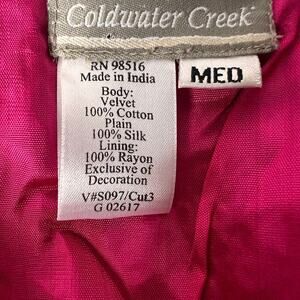 Coldwater Creek
RN 98516
Made in India
MED
Body:
Velvet
100% Cotton
Plain
100% Silk
Lining:
100% Rayon
Exclusive of
Decoration
V#S097/Cut3
G 02617